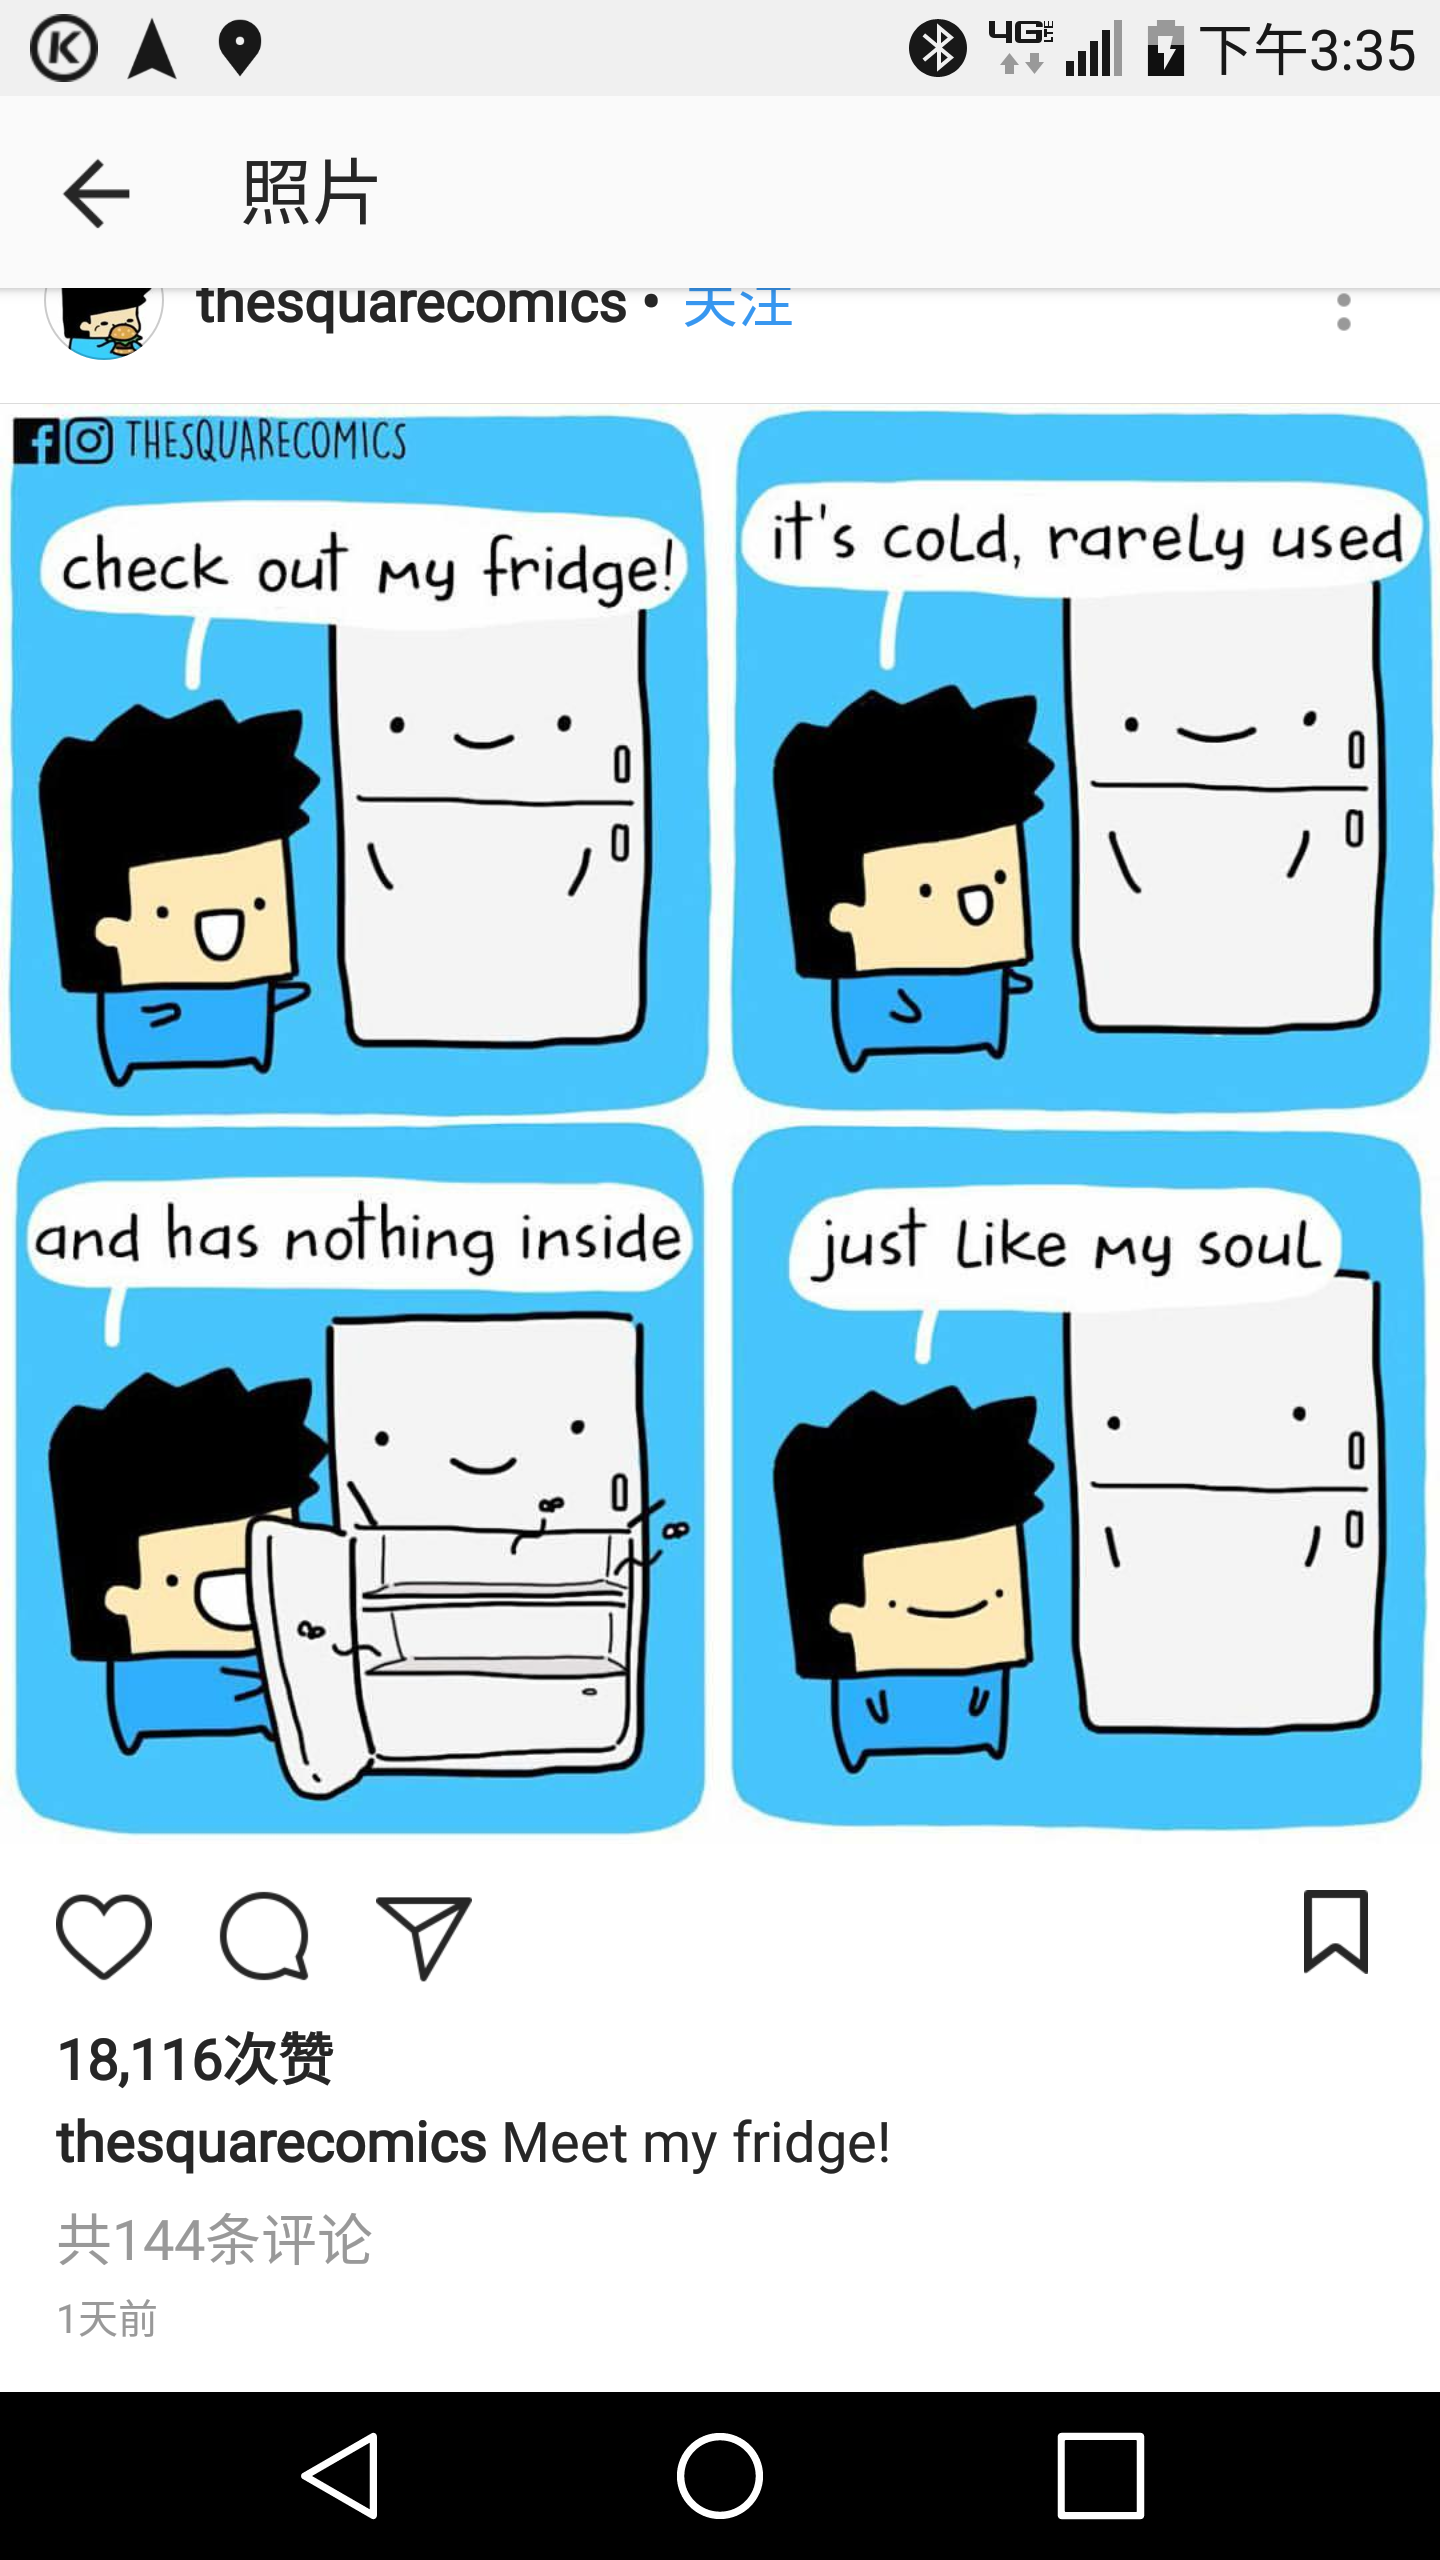 下午3:35
照片
thesquarecomics • 关注
THESQUARECOMICS
check out my fridge!
it's cold, rarely used
and has nothing inside
just like my soul
18,116次赞
thesquarecomics Meet my fridge!
共144条评论
1天前